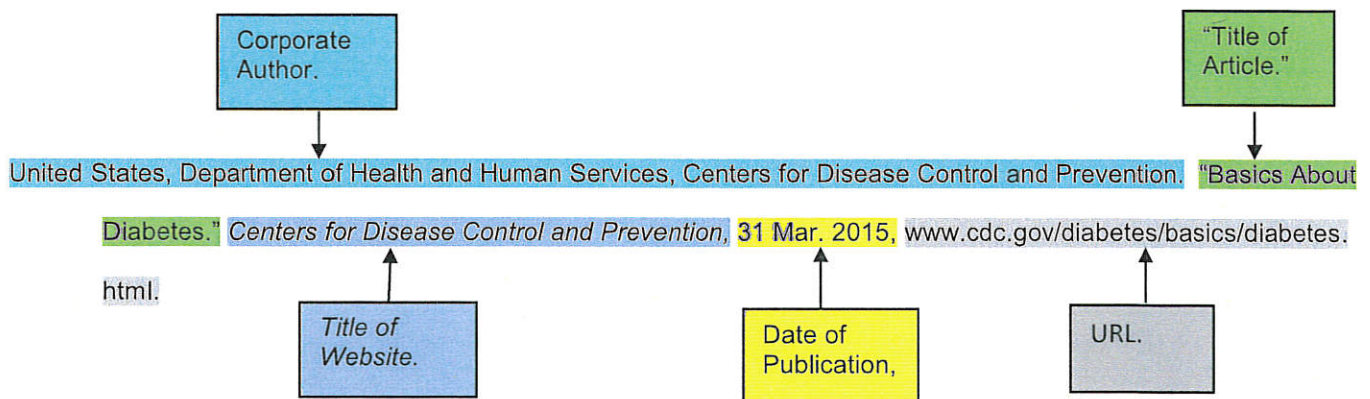 Corporate
Author.
“Title of
Article.”
United States, Department of Health and Human Services, Centers for Disease Control and Prevention. “Basics About
Diabetes.” Centers for Disease Control and Prevention, 31 Mar. 2015, www.cdc.gov/diabetes/basics/diabetes.
html.
Title of
Website.
Date of
Publication,
URL.